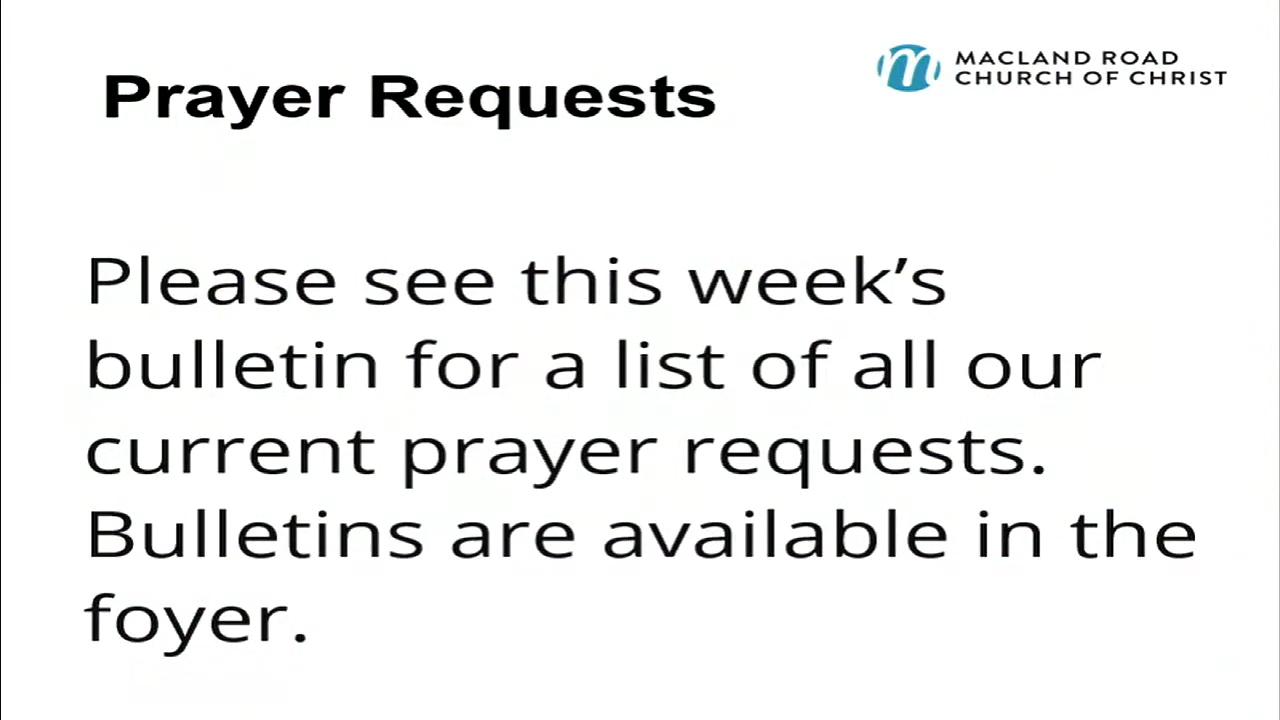 Prayer Requests
m MACLAND ROAD
CHURCH OF CHRIST
Please see this week’s
bulletin for a list of all our
current prayer requests.
Bulletins are available in the
foyer.